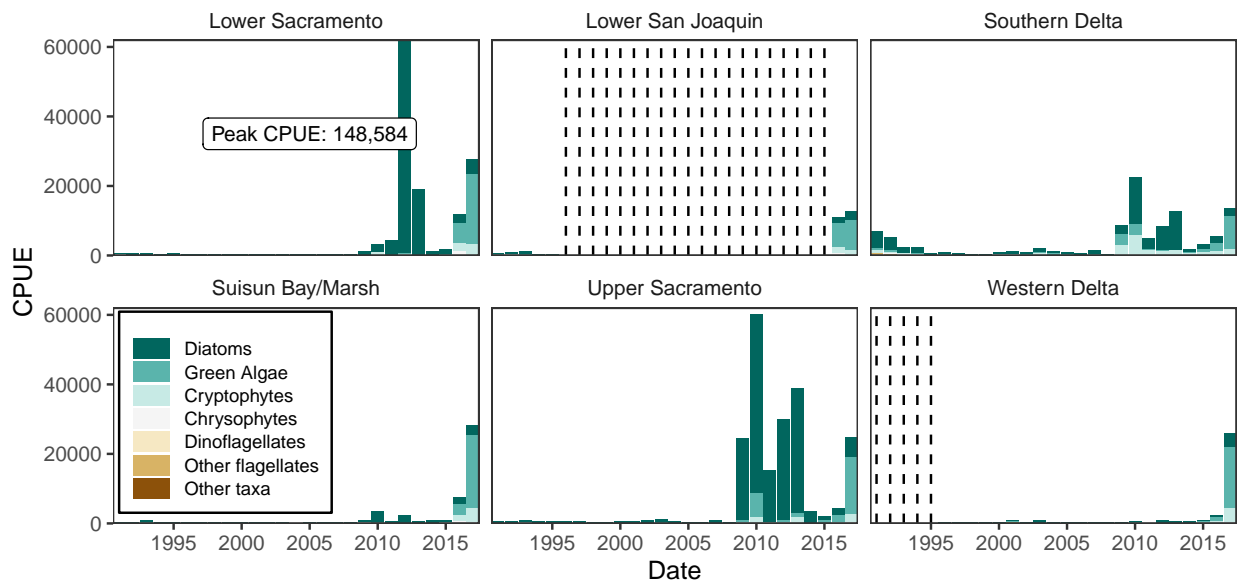 Lower Sacramento
Lower San Joaquin
Southern Delta
60000
40000
20000
0
Peak CPUE: 148,584
CPUE
Suisun Bay/Marsh
Upper Sacramento
Western Delta
60000
40000
20000
0
Diatoms
Green Algae
Cryptophytes
Chrysophytes
Dinoflagellates
Other flagellates
Other taxa
1995 2000 2005 2010 2015
1995 2000 2005 2010 2015
1995 2000 2005 2010 2015
Date